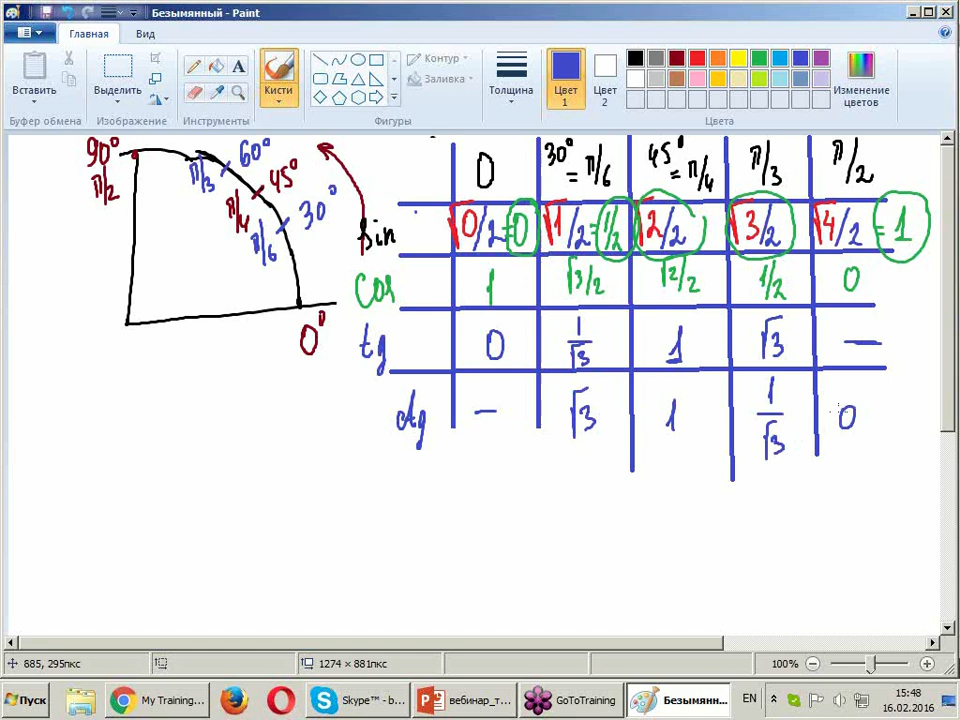 Безымянный - Paint
Главная Вид
Вставить
Выделить
Кисти
Контур
Заливка
Толщина
Цвет 1
Цвет 2
Изменение цветов
Буфер обмена Изображение Инструменты Фигуры Цвета
90° π/2
π/3 60°
π/4 45°
π/6 30°
0°
0 30° = π/6 45° = π/4 π/3 π/2
sin √0/2 =0 √1/2 =1/2 √2/2 √3/2 √4/2 = 1
cos 1 √3/2 √2/2 1/2 0
tg 0 1/√3 1 √3 —
ctg — √3 1 1/√3 0
685, 295пкс 1274 × 881пкс 100%
Пуск My Training... Skype™ - b... вебинар_т... GoToTraining Безымянны... EN 15:48
16.02.2016